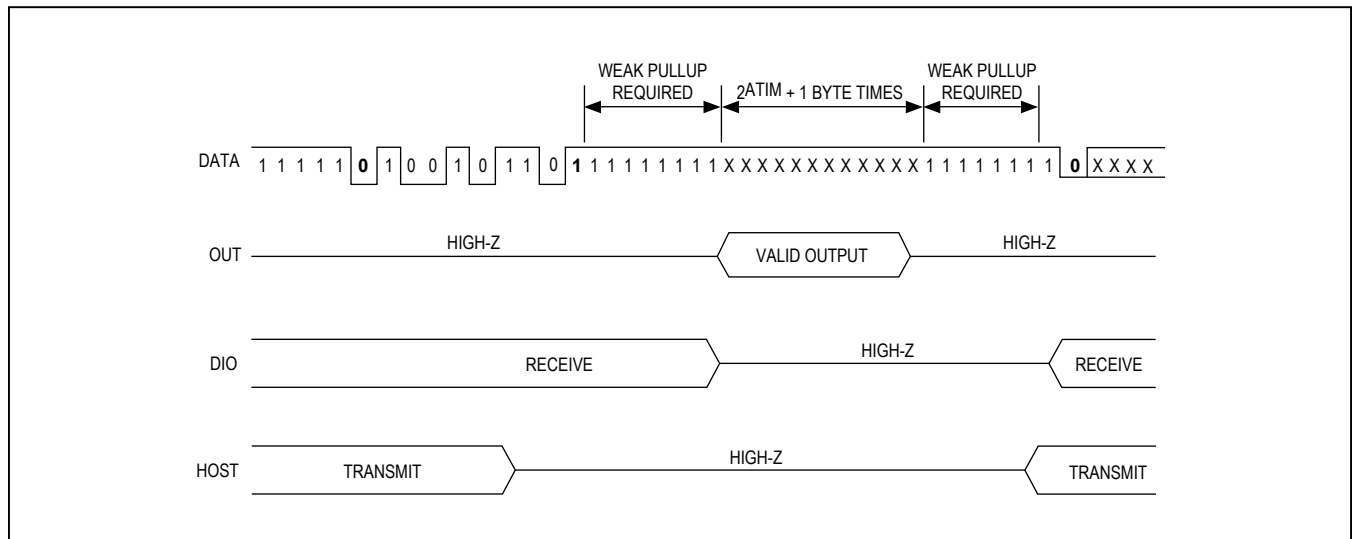 WEAK PULLUP
REQUIRED
2ATIM + 1 BYTE TIMES
WEAK PULLUP
REQUIRED
DATA 1 1 1 1 1 0 1 0 0 1 0 1 1 0 1 1 1 1 1 1 1 1 X X X X X X X X X X X X X 1 1 1 1 1 1 1 1 0 X X X X
OUT HIGH-Z VALID OUTPUT HIGH-Z
DIO RECEIVE HIGH-Z RECEIVE
HOST TRANSMIT HIGH-Z TRANSMIT